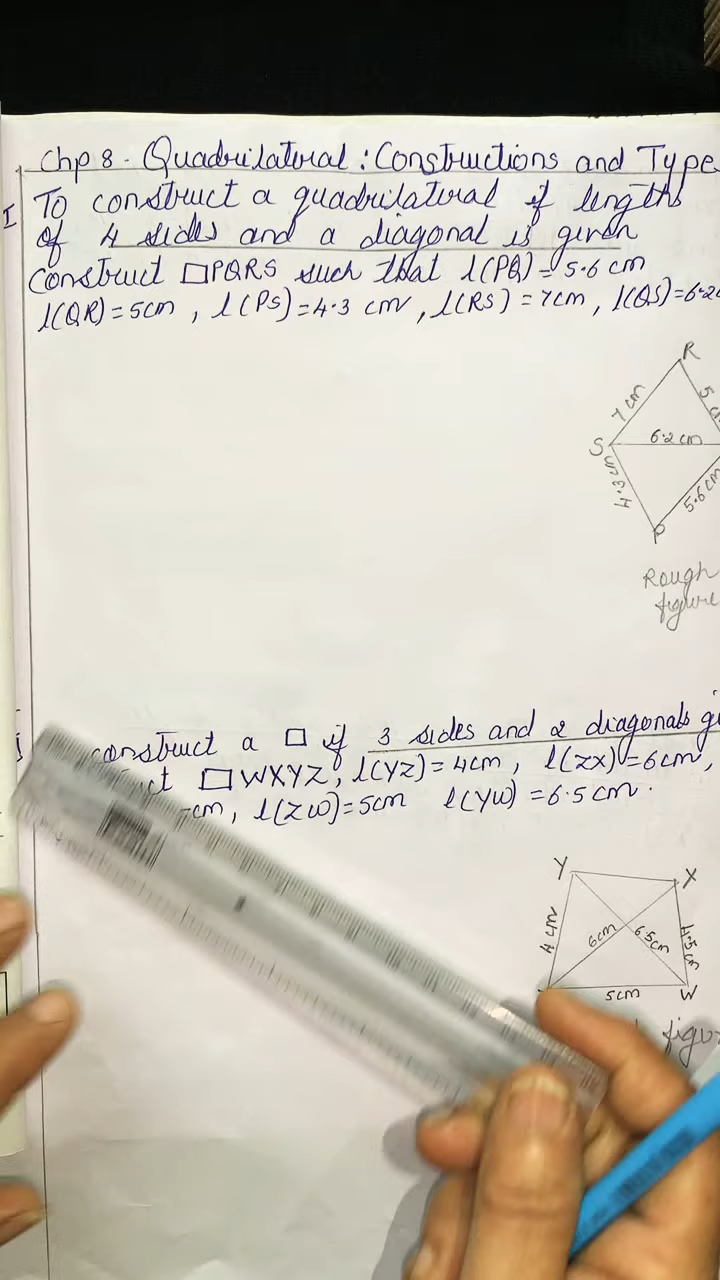 Chp 8 - Quadrilateral : Constructions and Type
I To construct a quadrilateral if lengths
of 4 sides and a diagonal is given
Construct □PQRS such that l(PQ) = 5.6 cm
l(QR) = 5cm , l(PS) = 4.3 cm , l(RS) = 7cm , l(QS) = 6.2
R
7 cm
5
S
6.2 cm
4.3 cm
5.6 cm
P
Rough
figure
construct a □ if 3 sides and 2 diagonals
□WXYZ, l(YZ) = 4cm , l(ZX) = 6cm,
cm, l(ZW) = 5cm l(YW) = 6.5 cm.
Y
X
4 cm
6cm
6.5cm
4.5 cm
5cm
W
figu